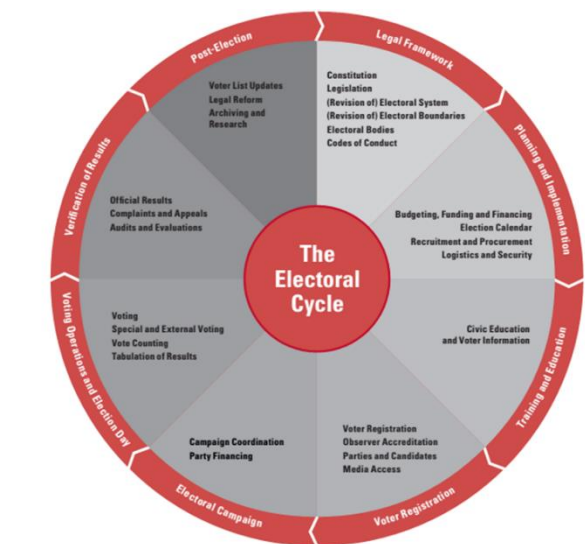 The
Electoral
Cycle
Legal Framework
Constitution
Legislation
(Revision of) Electoral System
(Revision of) Electoral Boundaries
Electoral Bodies
Codes of Conduct
Planning and Implementation
Budgeting, Funding and Financing
Election Calendar
Recruitment and Procurement
Logistics and Security
Training and Education
Civic Education
and Voter Information
Voter Registration
Voter Registration
Observer Accreditation
Parties and Candidates
Media Access
Electoral Campaign
Campaign Coordination
Party Financing
Voting Operations and Election Day
Voting
Special and External Voting
Vote Counting
Tabulation of Results
Verification of Results
Official Results
Complaints and Appeals
Audits and Evaluations
Post-Election
Voter List Updates
Legal Reform
Archiving and
Research